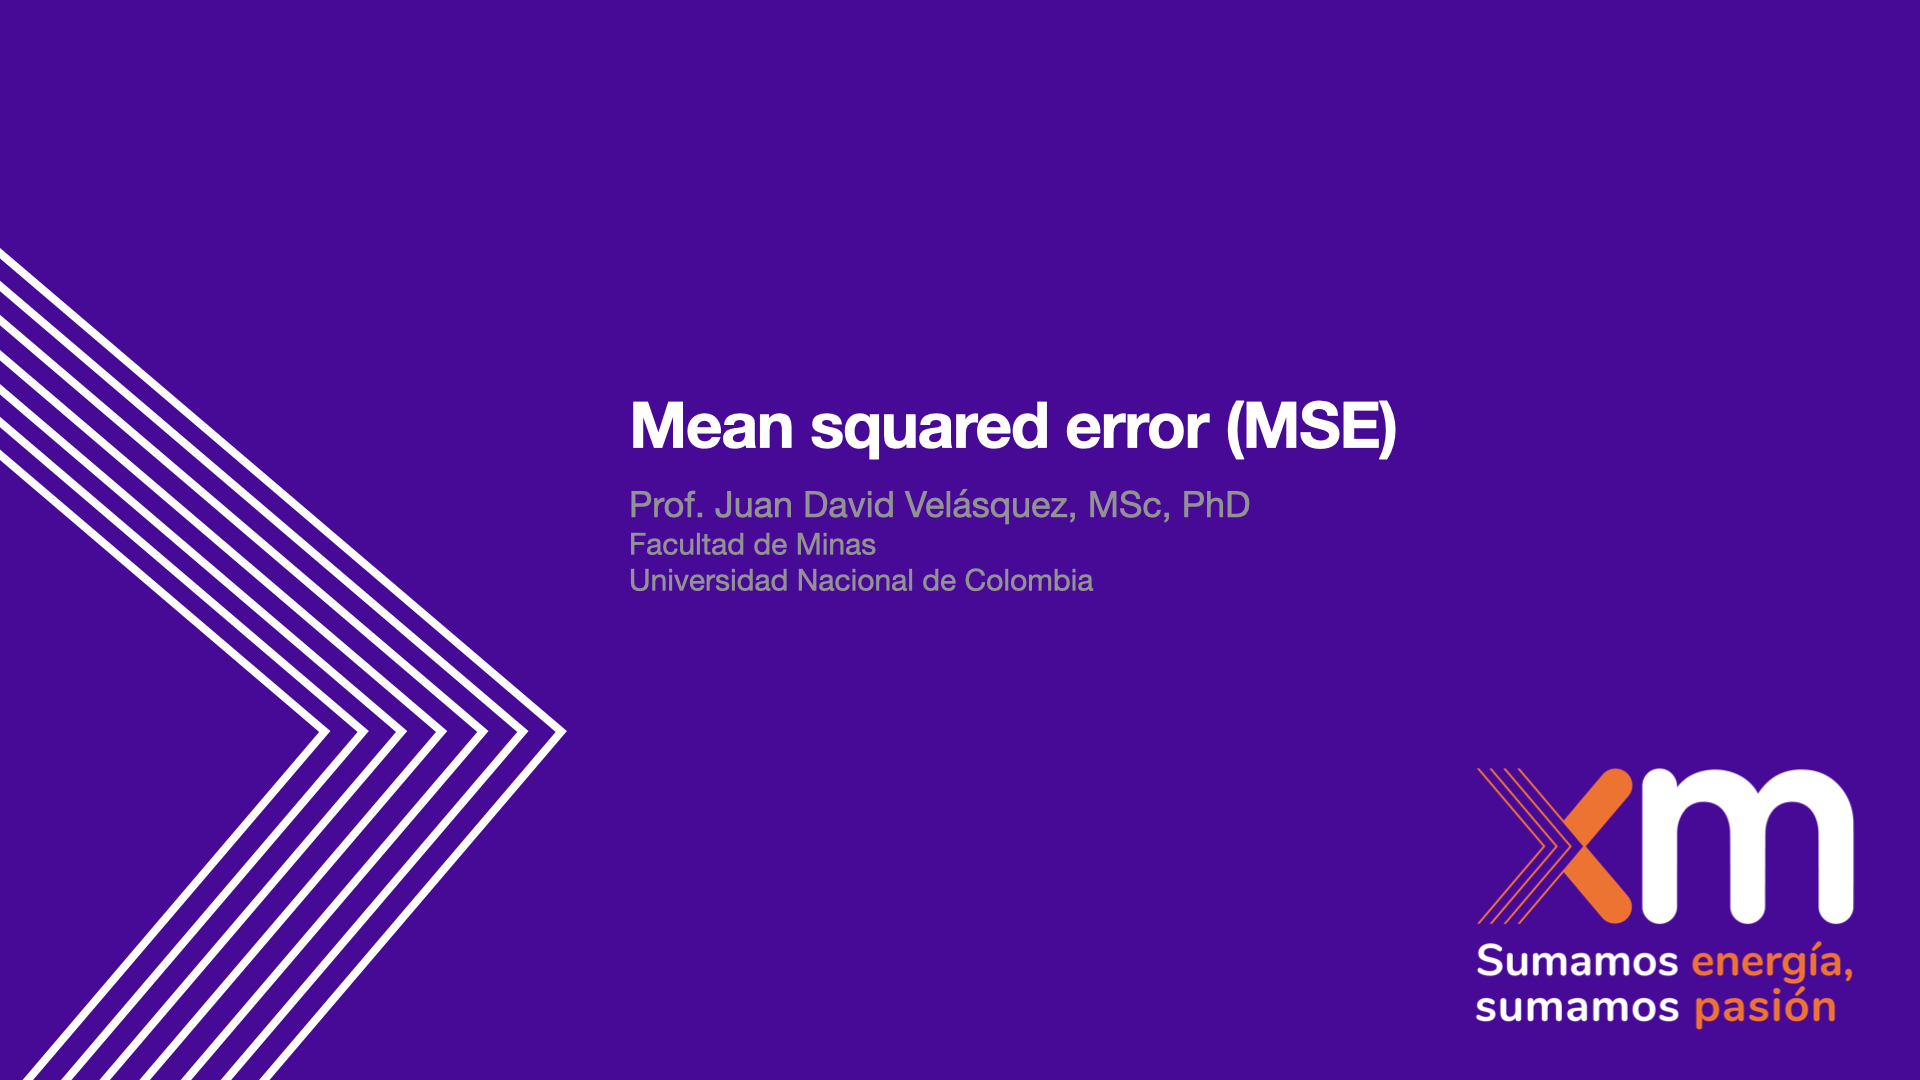 Mean squared error (MSE)
Prof. Juan David Velásquez, MSc, PhD
Facultad de Minas
Universidad Nacional de Colombia
xm
Sumamos energía,
sumamos pasión